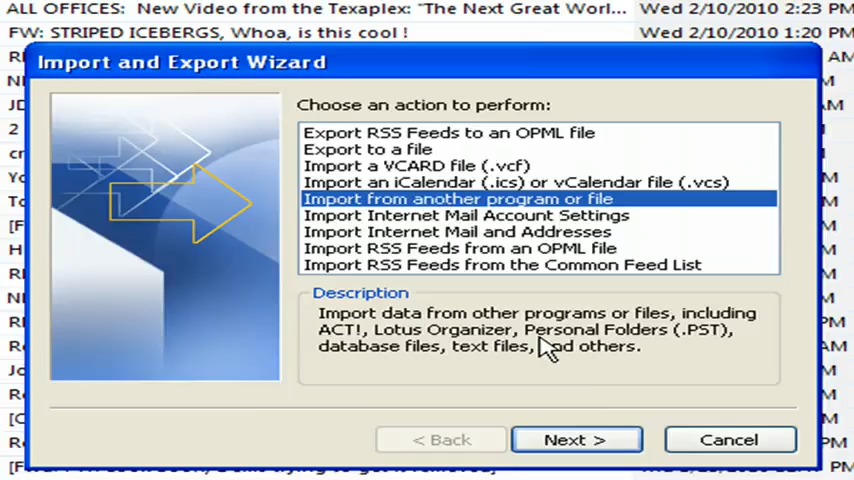 ALL OFFICES: New Video from the Texaplex: "The Next Great Worl... Wed 2/10/2010 2:23 PM
FW: STRIPED ICEBERGS, Whoa, is this cool ! Wed 2/10/2010 1:20 PM
Import and Export Wizard
Choose an action to perform:
Export RSS Feeds to an OPML file
Export to a file
Import a VCARD file (.vcf)
Import an iCalendar (.ics) or vCalendar file (.vcs)
Import from another program or file
Import Internet Mail Account Settings
Import Internet Mail and Addresses
Import RSS Feeds from an OPML file
Import RSS Feeds from the Common Feed List
Description
Import data from other programs or files, including
ACT!, Lotus Organizer, Personal Folders (.PST),
database files, text files, and others.
< Back Next > Cancel